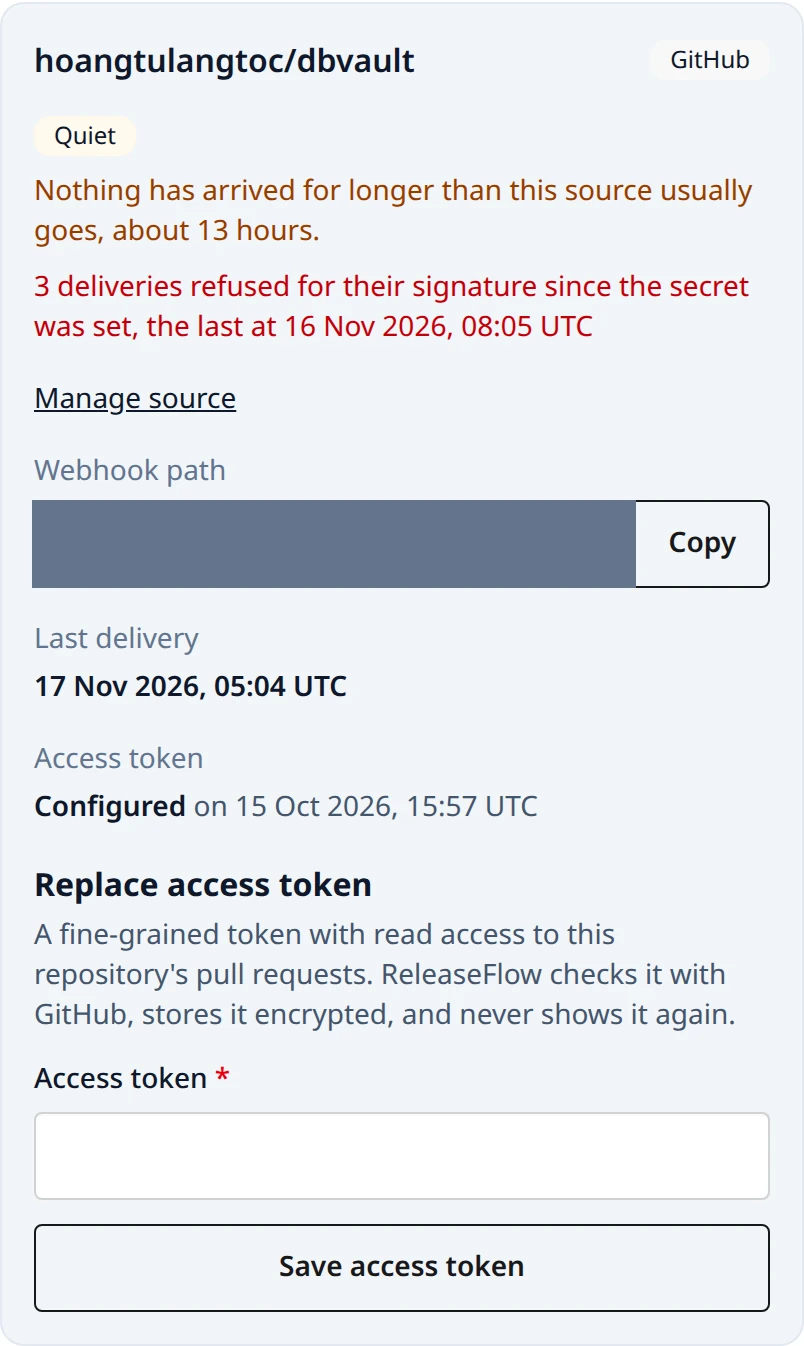 hoangtulangtoc/dbvault
GitHub
Quiet
Nothing has arrived for longer than this source usually
goes, about 13 hours.
3 deliveries refused for their signature since the secret
was set, the last at 16 Nov 2026, 08:05 UTC
Manage source
Webhook path
Copy
Last delivery
17 Nov 2026, 05:04 UTC
Access token
Configured on 15 Oct 2026, 15:57 UTC
Replace access token
A fine-grained token with read access to this
repository's pull requests. ReleaseFlow checks it with
GitHub, stores it encrypted, and never shows it again.
Access token *
Save access token